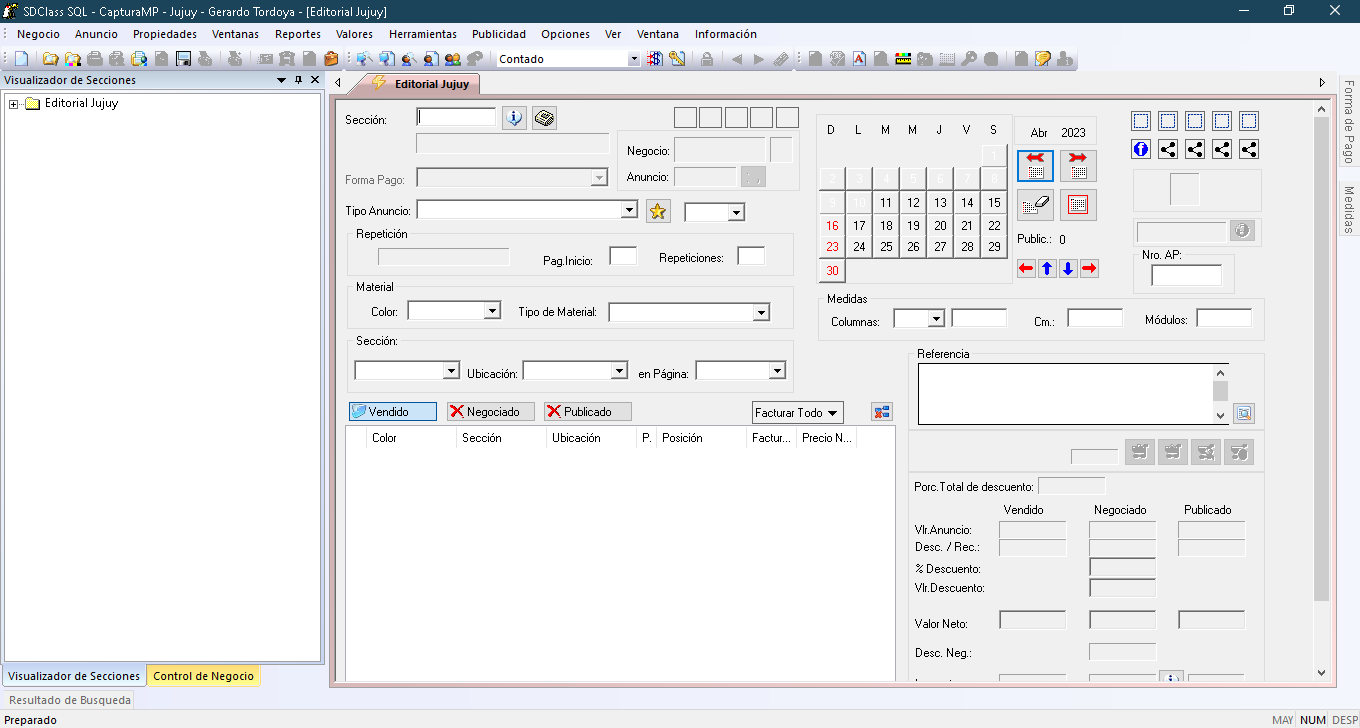 SDClass SQL - CapturaMP - Jujuy - Gerardo Tordoya - [Editorial Jujuy]
Negocio Anuncio Propiedades Ventanas Reportes Valores Herramientas Publicidad Opciones Ver Ventana Información
Contado
Visualizador de Secciones
Editorial Jujuy
Editorial Jujuy
Sección:
Negocio:
Forma Pago:
Anuncio:
Tipo Anuncio:
Repetición
Pag.Inicio:
Repeticiones:
Material
Color:
Tipo de Material:
Sección:
Ubicación:
en Página:
D L M M J V S
1
2 3 4 5 6 7 8
9 10 11 12 13 14 15
16 17 18 19 20 21 22
23 24 25 26 27 28 29
30
Abr 2023
Public.: 0
Nro. AP:
Medidas
Columnas:
Cm.:
Módulos:
Referencia
Vendido
Negociado
Publicado
Facturar Todo
Color Sección Ubicación P. Posición Factur... Precio N...
Porc.Total de descuento:
Vendido Negociado Publicado
Vlr.Anuncio:
Desc. / Rec.:
% Descuento:
Vlr.Descuento:
Valor Neto:
Desc. Neg.:
Forma de Pago
Medidas
Visualizador de Secciones
Control de Negocio
Resultado de Busqueda
Preparado
MAY NUM DESP